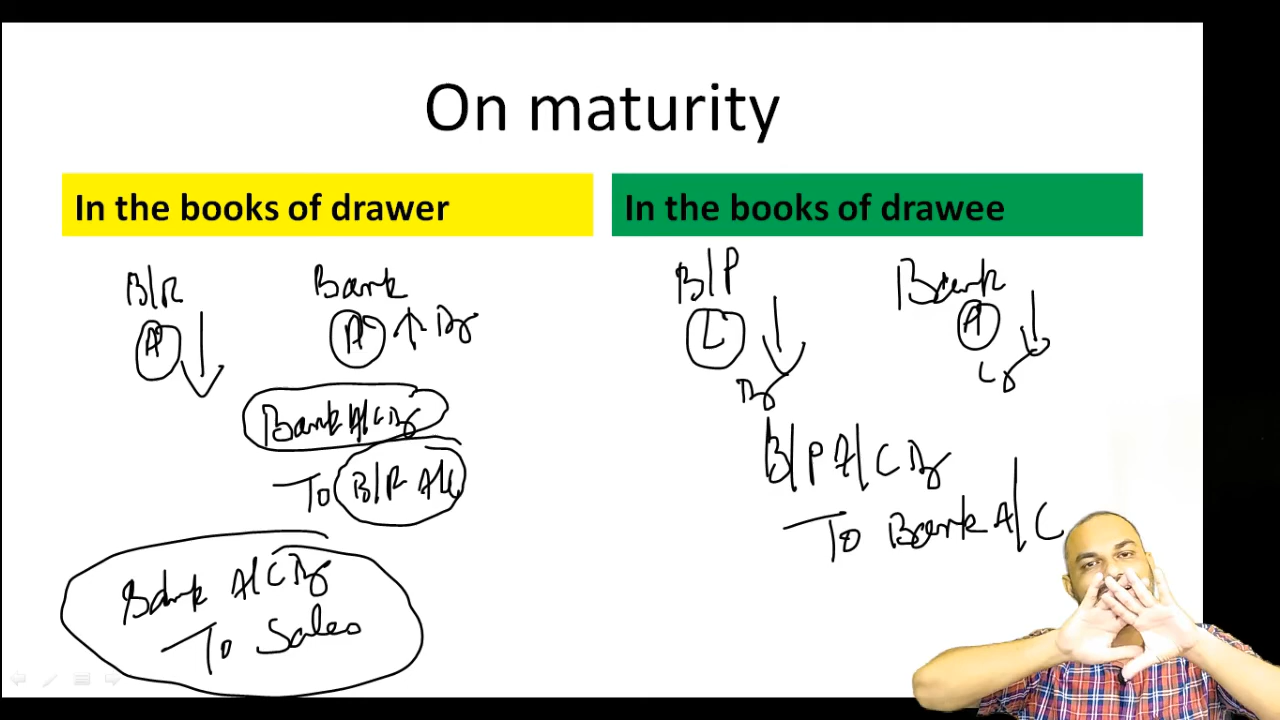 On maturity
In the books of drawer
In the books of drawee
B/R Bank
A A Dr
Bank A/C Dr
To B/R A/C
Bank A/C Dr
To Sales
B/P Bank
L A
Dr Cr
B/P A/C Dr
To Bank A/C